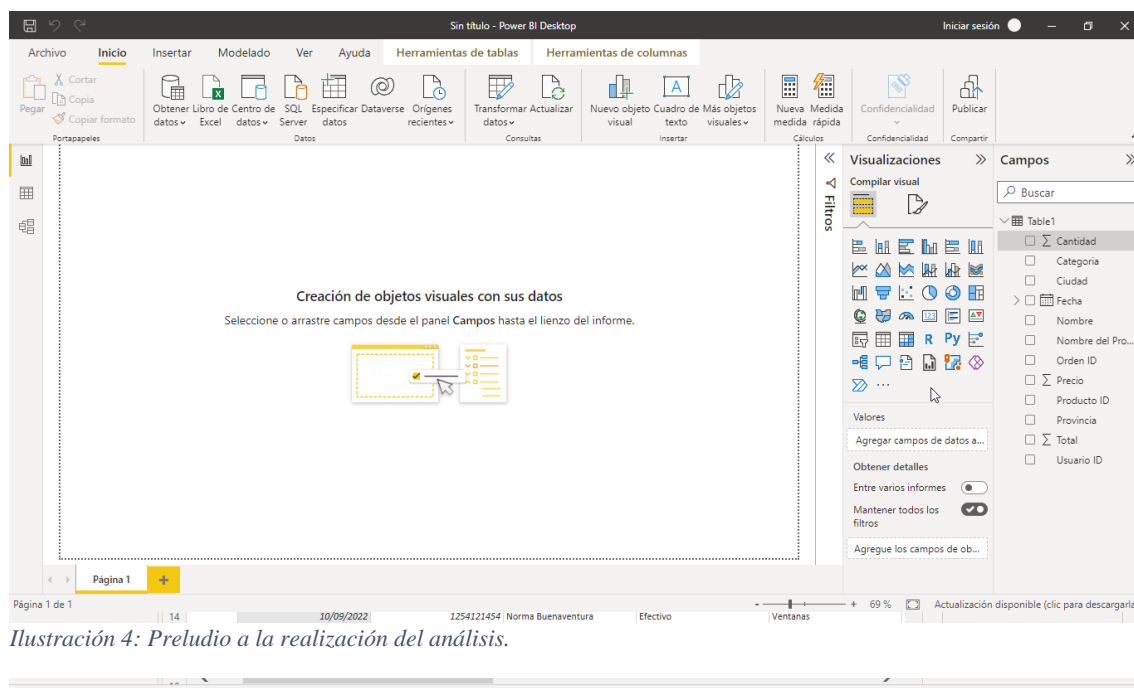 Sin título - Power BI Desktop
Iniciar sesión
Archivo Inicio Insertar Modelado Ver Ayuda Herramientas de tablas Herramientas de columnas
Pegar
Cortar
Copia
Copiar formato
Portapapeles
Obtener datos
Libro de Excel
Centro de datos
SQL Server
Especificar datos
Dataverse
Orígenes recientes
Datos
Transformar datos
Actualizar
Consultas
Nuevo objeto visual
Cuadro de texto
Más objetos visuales
Insertar
Nueva medida
Medida rápida
Cálculos
Confidencialidad
Confidencialidad
Publicar
Compartir
Creación de objetos visuales con sus datos
Seleccione o arrastre campos desde el panel Campos hasta el lienzo del informe.
Filtros
Visualizaciones
Compilar visual
123
R
Py
Valores
Agregar campos de datos a...
Obtener detalles
Entre varios informes
Mantener todos los
filtros
Agregue los campos de ob...
Campos
Buscar
Table1
Cantidad
Categoria
Ciudad
Fecha
Nombre
Nombre del Pro...
Orden ID
Precio
Producto ID
Provincia
Total
Usuario ID
Página 1
Página 1 de 1
69 %
Actualización disponible (clic para descargarla
14 10/09/2022 1254121454 Norma Buenaventura Efectivo Ventanas
Ilustración 4: Preludio a la realización del análisis.